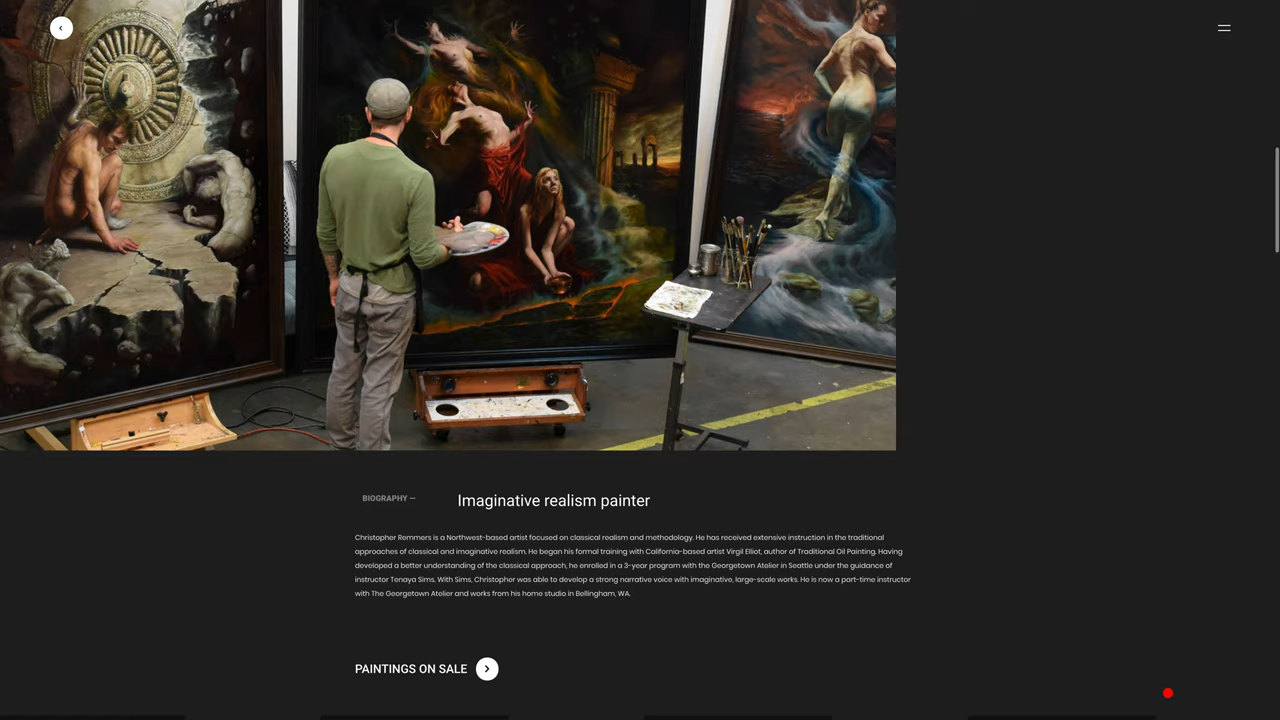 BIOGRAPHY —
Imaginative realism painter
Christopher Remmers is a Northwest-based artist focused on classical realism and methodology. He has received extensive instruction in the traditional
approaches of classical and imaginative realism. He began his formal training with California-based artist Virgil Elliot, author of Traditional Oil Painting. Having
developed a better understanding of the classical approach, he enrolled in a 3-year program with the Georgetown Atelier in Seattle under the guidance of
instructor Tenaya Sims. With Sims, Christopher was able to develop a strong narrative voice with imaginative, large-scale works. He is now a part-time instructor
with The Georgetown Atelier and works from his home studio in Bellingham, WA.
PAINTINGS ON SALE